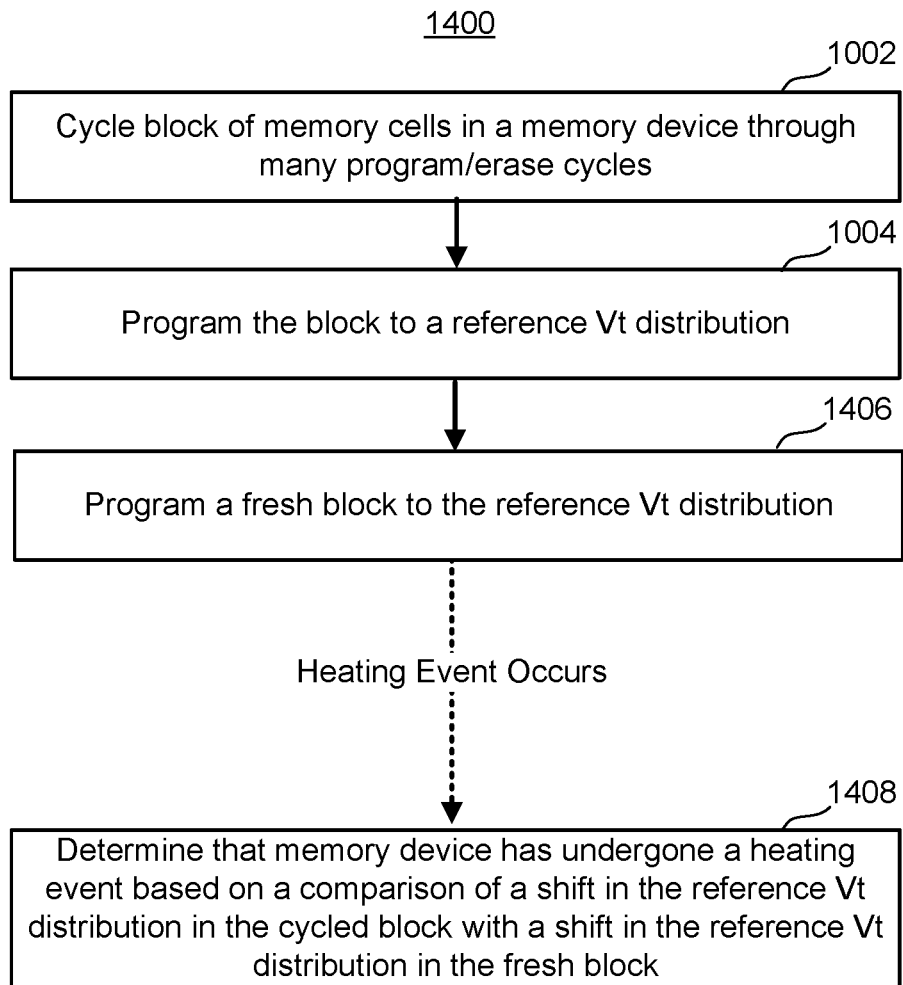 1400
1002
Cycle block of memory cells in a memory device through
many program/erase cycles
1004
Program the block to a reference Vt distribution
1406
Program a fresh block to the reference Vt distribution
Heating Event Occurs
1408
Determine that memory device has undergone a heating
event based on a comparison of a shift in the reference Vt
distribution in the cycled block with a shift in the reference Vt
distribution in the fresh block